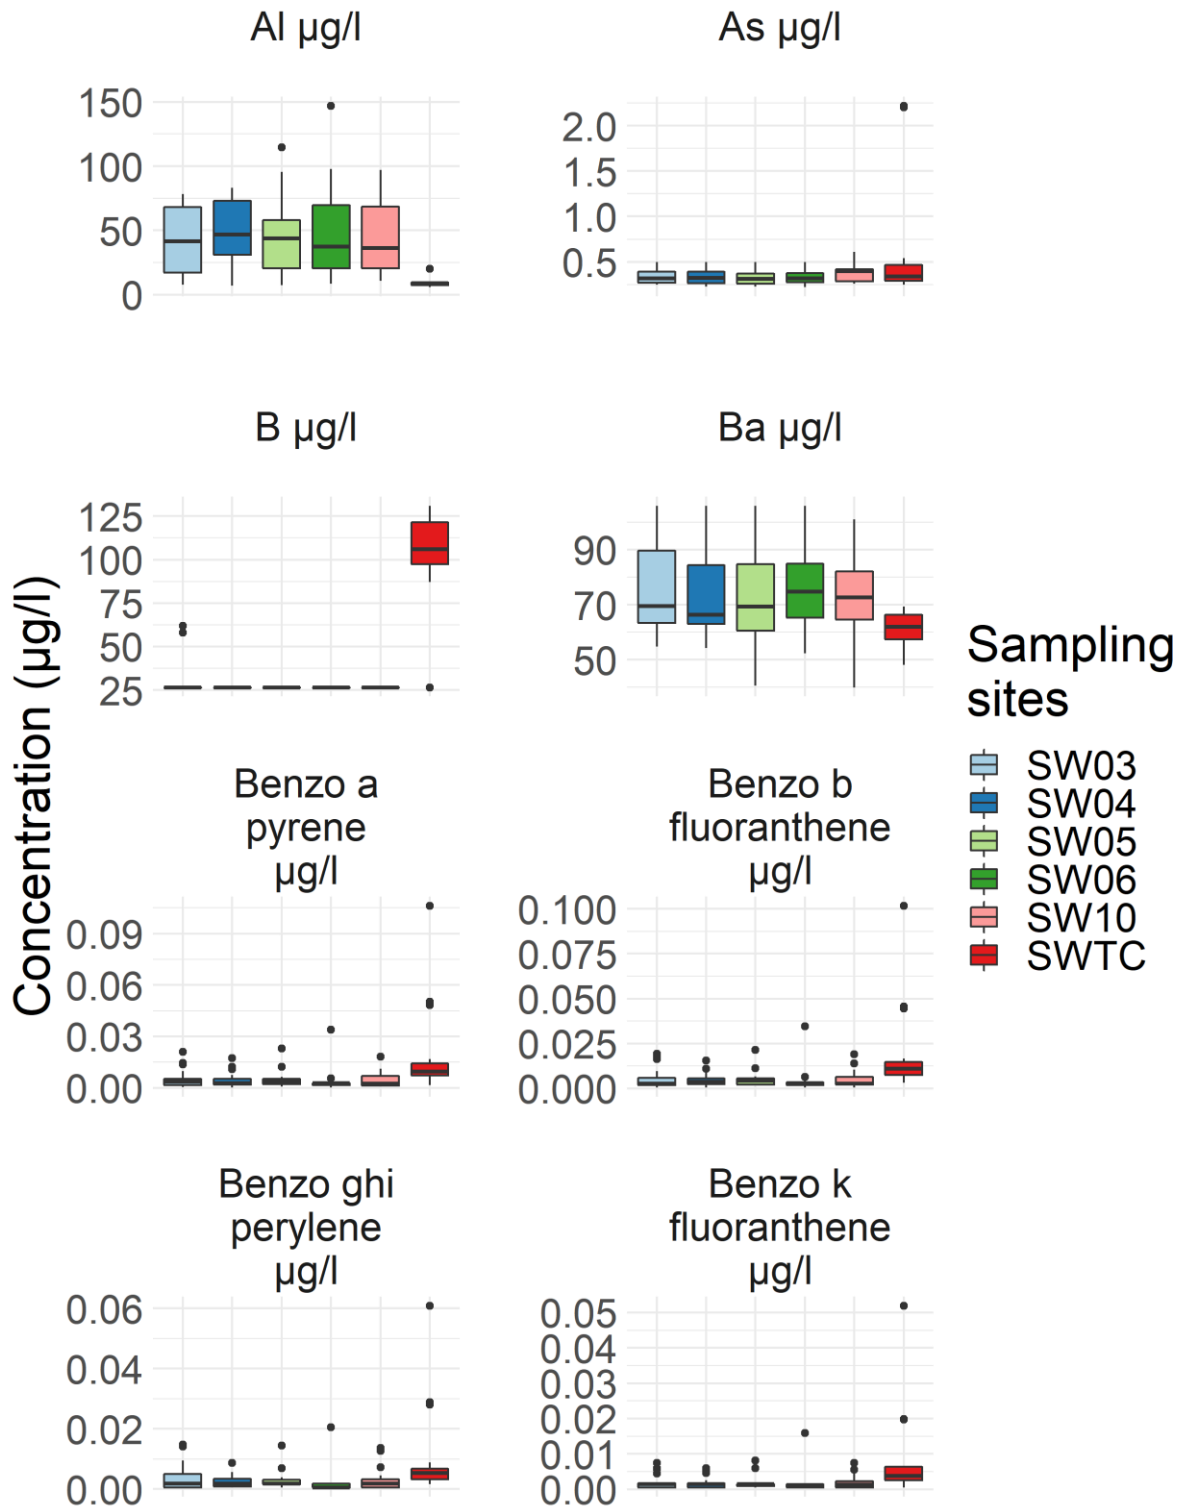 Al µg/l
As µg/l
150
100
50
0
2.0
1.5
1.0
0.5
B µg/l
Ba µg/l
125
100
75
50
25
90
70
50
Concentration (µg/l)
Benzo a
pyrene
µg/l
Benzo b
fluoranthene
µg/l
0.09
0.06
0.03
0.00
0.100
0.075
0.050
0.025
0.000
Benzo ghi
perylene
µg/l
Benzo k
fluoranthene
µg/l
0.06
0.04
0.02
0.00
0.05
0.04
0.03
0.02
0.01
0.00
Sampling
sites
SW03
SW04
SW05
SW06
SW10
SWTC